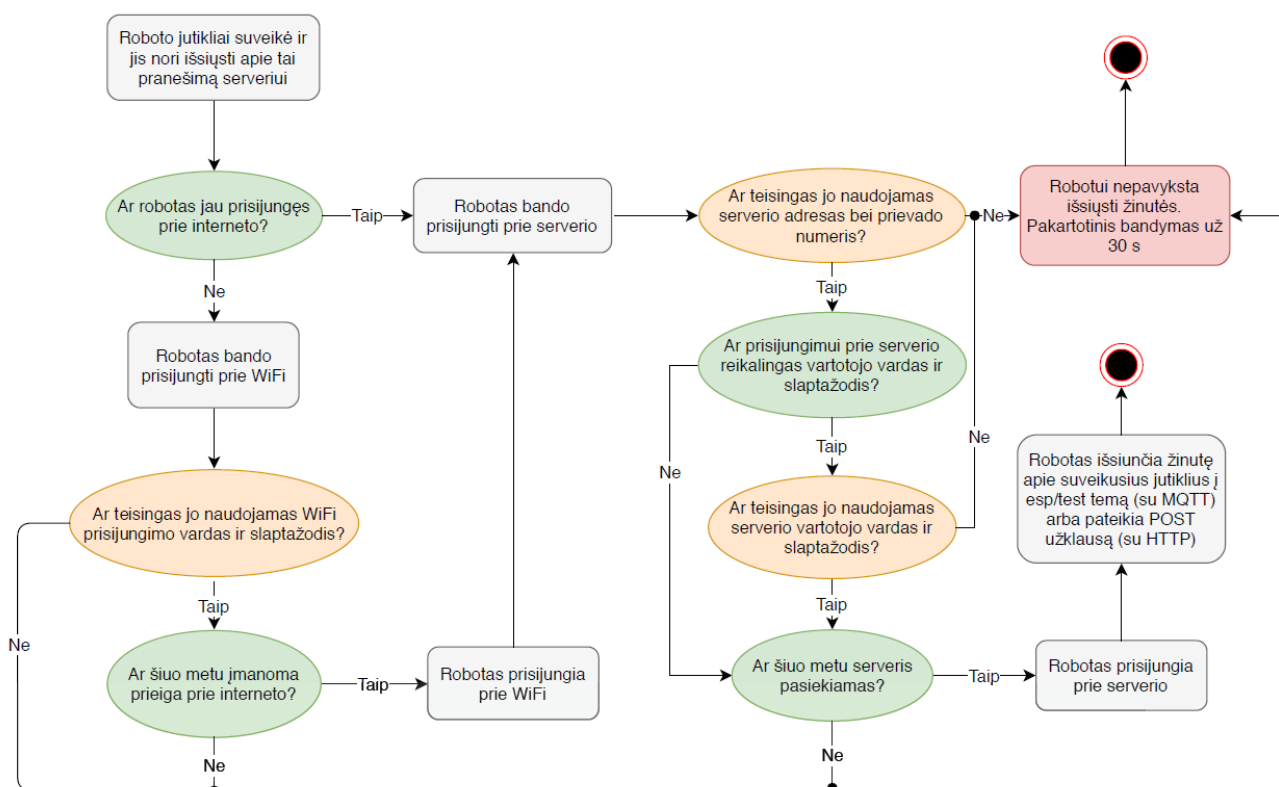 Roboto jutikliai suveikė ir
jis nori išsiųsti apie tai
pranešimą serveriui
Ar robotas jau prisijungęs
prie interneto?
Taip
Robotas bando
prisijungti prie serverio
Ne
Robotas bando
prisijungti prie WiFi
Ar teisingas jo naudojamas WiFi
prisijungimo vardas ir slaptažodis?
Ne
Taip
Ar šiuo metu įmanoma
prieiga prie interneto?
Taip
Robotas prisijungia
prie WiFi
Ne
Ar teisingas jo naudojamas
serverio adresas bei prievado
numeris?
Ne
Robotui nepavyksta
išsiųsti žinutės.
Pakartotinis bandymas už
30 s
Taip
Ar prisijungimui prie serverio
reikalingas vartotojo vardas ir
slaptažodis?
Ne
Taip
Ne
Ar teisingas jo naudojamas
serverio vartotojo vardas ir
slaptažodis?
Taip
Ar šiuo metu serveris
pasiekiamas?
Taip
Robotas prisijungia
prie serverio
Ne
Robotas išsiunčia žinutę
apie suveikusius jutiklius į
esp/test temą (su MQTT)
arba pateikia POST
užklausą (su HTTP)